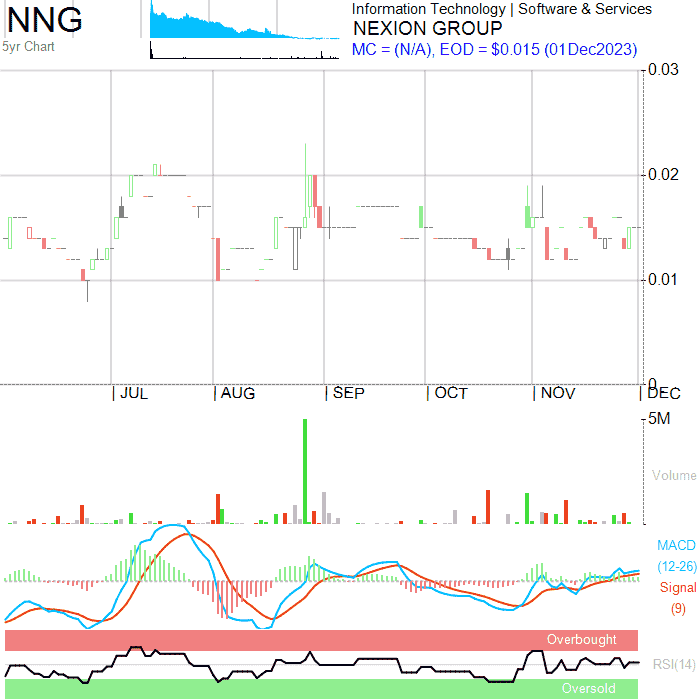 NNG
5yr Chart
Information Technology | Software & Services
NEXION GROUP
MC = (N/A), EOD = $0.015 (01Dec2023)
0.03
0.02
0.01
0
| JUL | AUG | SEP | OCT | NOV | DEC
5M
Volume
MACD
(12-26)
Signal
(9)
Overbought
RSI(14)
Oversold